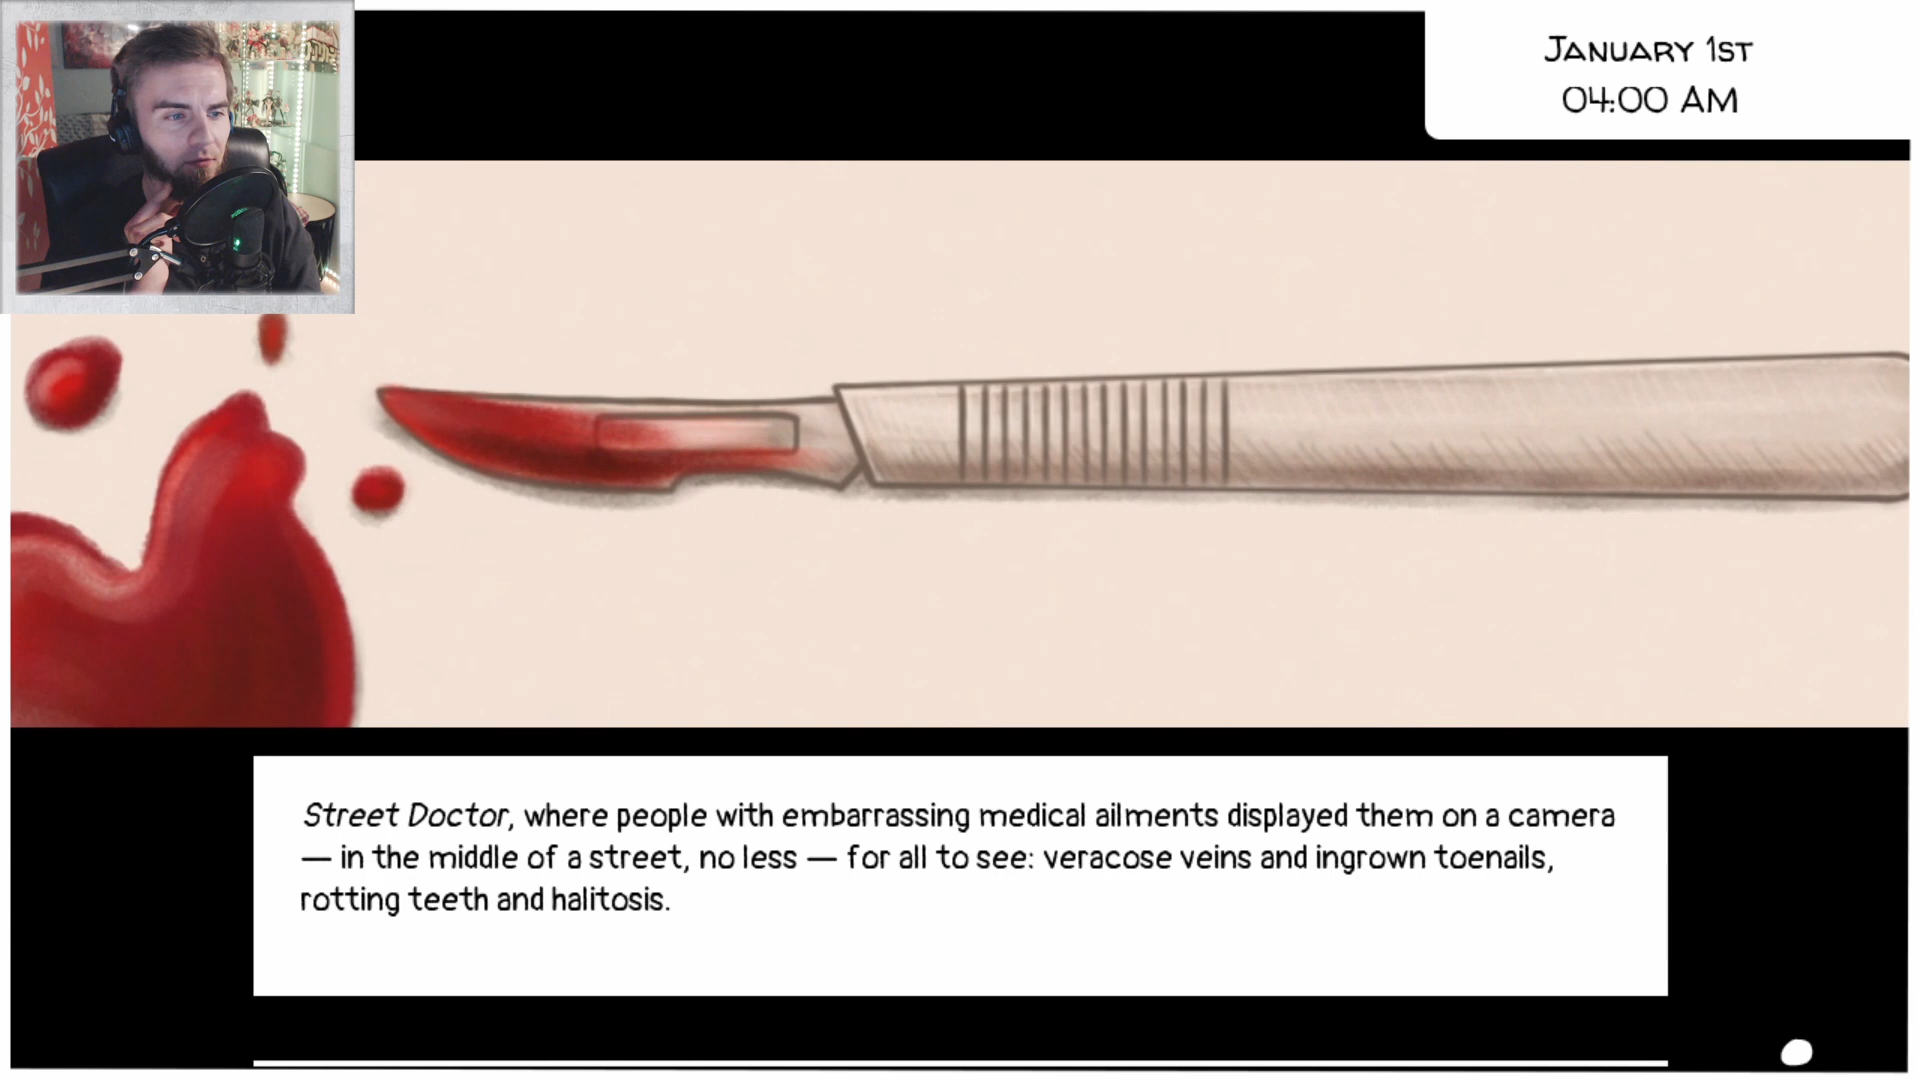 January 1st
04:00 AM
Street Doctor, where people with embarrassing medical ailments displayed them on a camera
— in the middle of a street, no less — for all to see: veracose veins and ingrown toenails,
rotting teeth and halitosis.